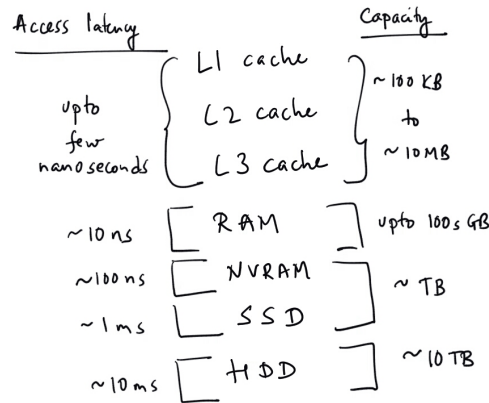 Access latency Capacity
L1 cache
~100 KB
upto L2 cache to
few
nanoseconds L3 cache ~10MB
~10 ns RAM upto 100s GB
~100 ns NVRAM
~ TB
~1 ms SSD
~10 ms HDD ~10 TB